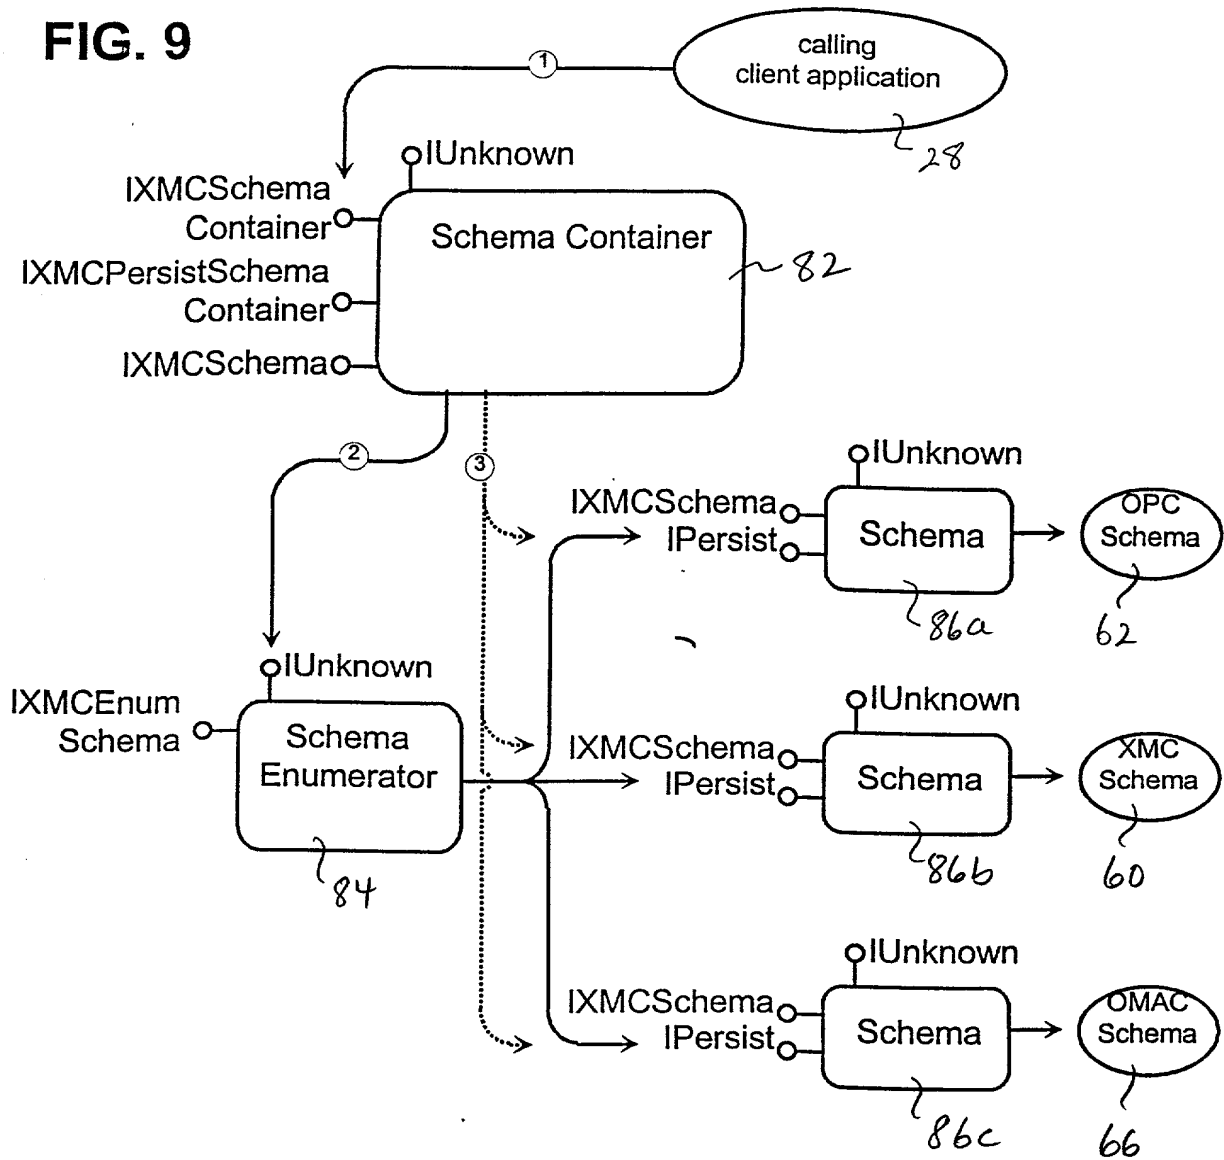 FIG. 9
calling
client application
28
1
IUnknown
IXMCSchema
Container
Schema Container
82
IXMCPersistSchema
Container
IXMCSchema
2
3
IUnknown
IXMCSchema
IPersist
Schema
OPC
Schema
86a
62
IUnknown
IXMCEnum
Schema
Schema
Enumerator
84
IUnknown
IXMCSchema
IPersist
Schema
XMC
Schema
86b
60
IUnknown
IXMCSchema
IPersist
Schema
OMAC
Schema
86c
66